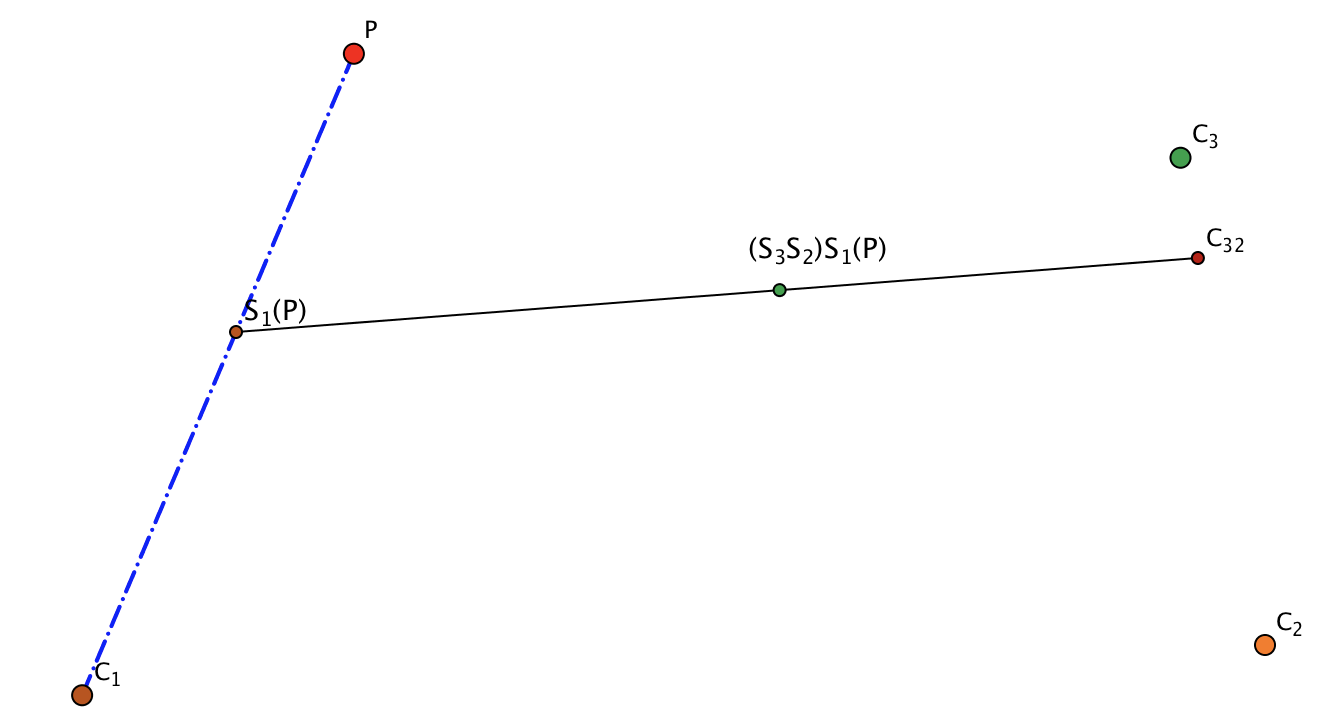 P
C₃
C₃₂
(S₃S₂)S₁(P)
S₁(P)
C₂
C₁